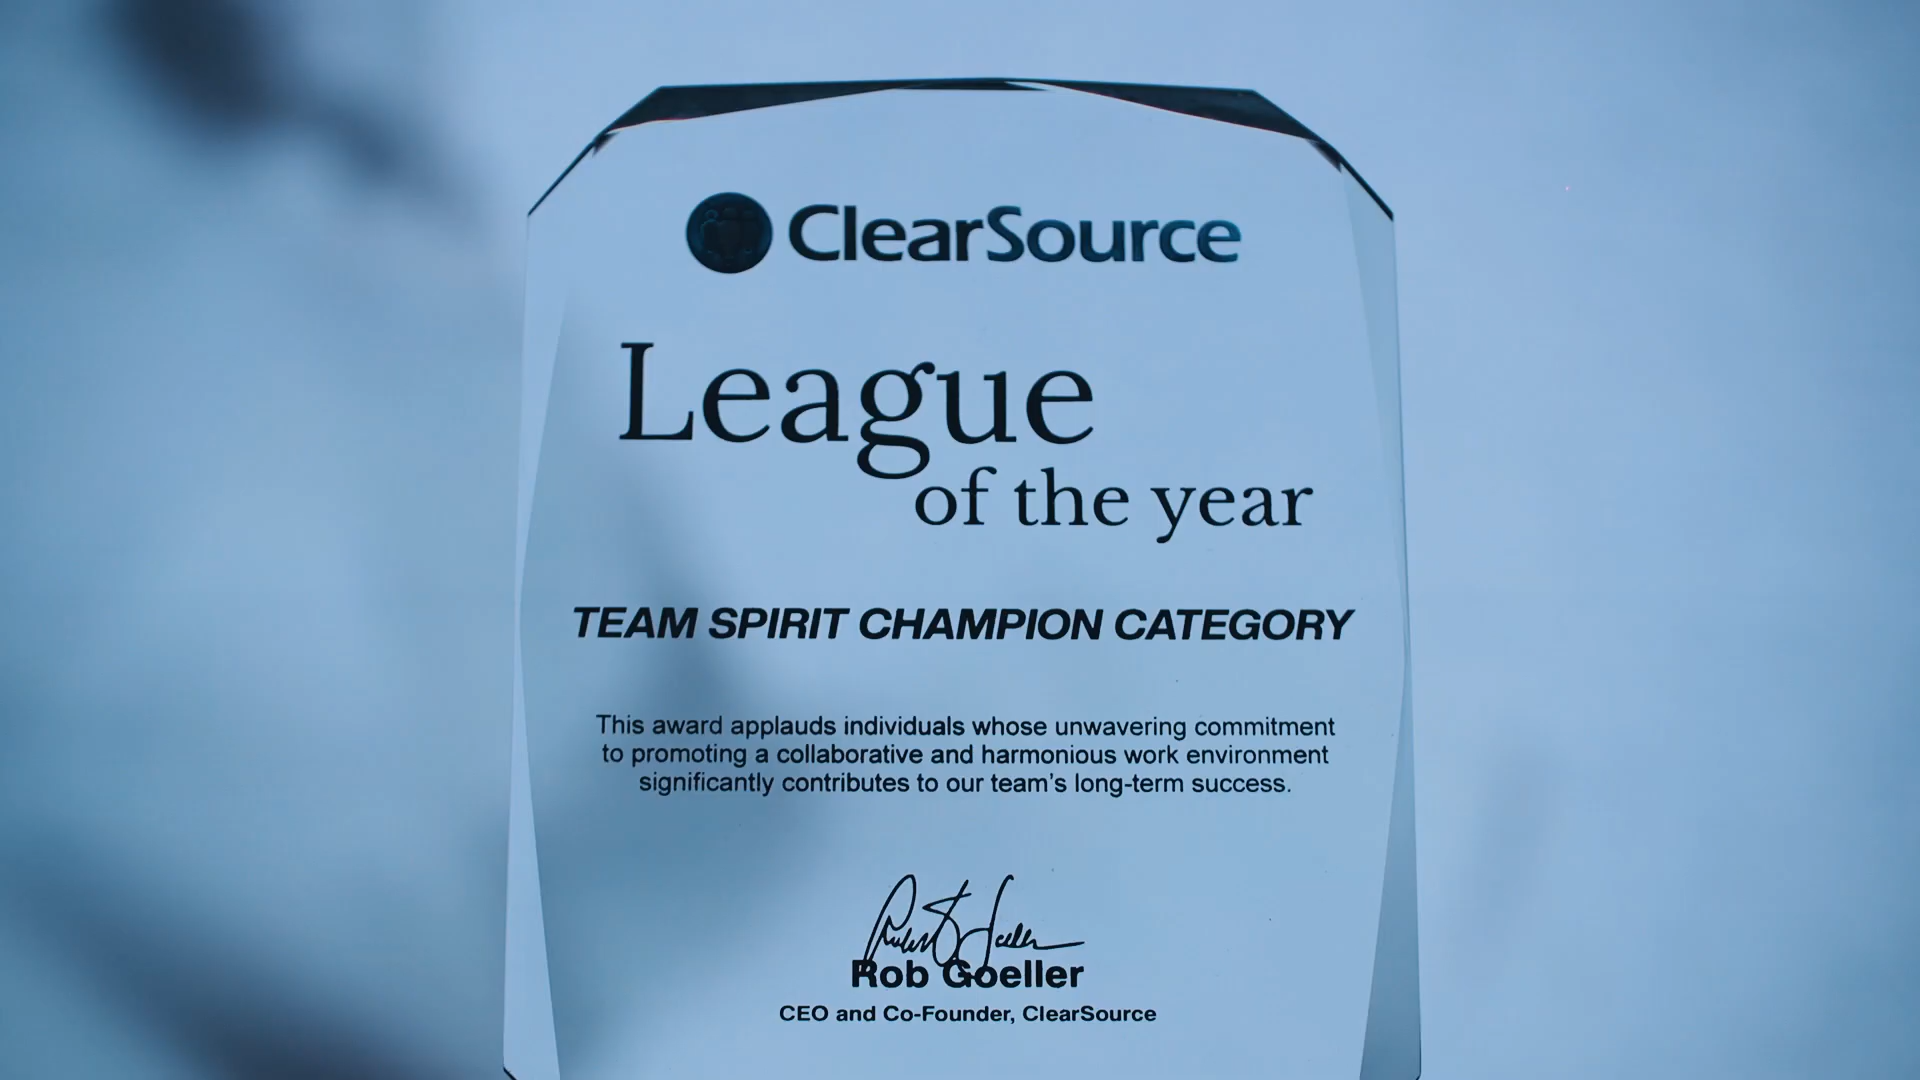 ClearSource
League
of the year
TEAM SPIRIT CHAMPION CATEGORY
This award applauds individuals whose unwavering commitment
to promoting a collaborative and harmonious work environment
significantly contributes to our team's long-term success.
Rob Goeller
CEO and Co-Founder, ClearSource